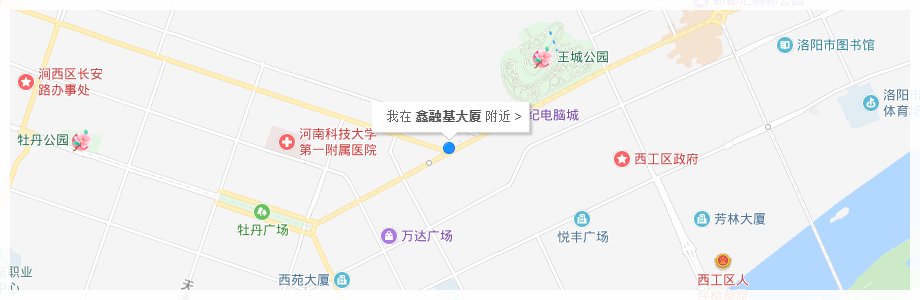 王城公园
洛阳市图书馆
涧西区长安
路办事处
洛阳
体育
我在 鑫融基大厦 附近 >
纪电脑城
牡丹公园
河南科技大学
第一附属医院
西工区政府
牡丹广场
万达广场
悦丰广场
芳林大厦
职业
心
西苑大厦
天
西工区人